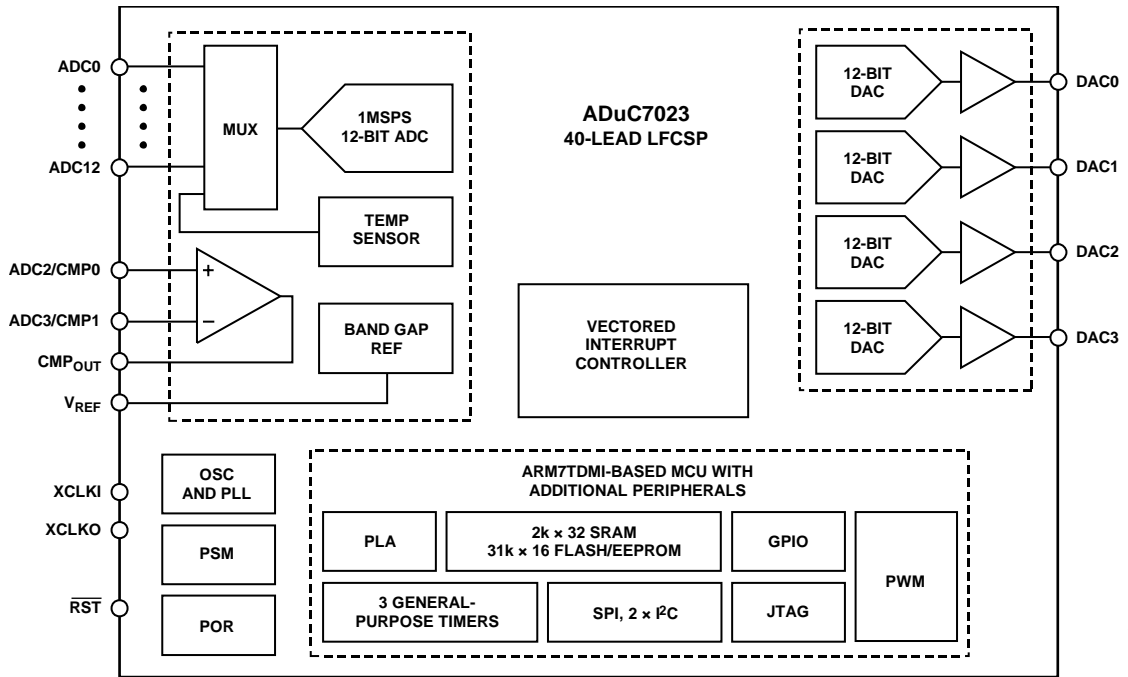 ADC0
ADC12
ADC2/CMP0
ADC3/CMP1
CMPOUT
VREF
XCLKI
XCLKO
RST
MUX
1MSPS
12-BIT ADC
TEMP
SENSOR
+
−
BAND GAP
REF
ADuC7023
40-LEAD LFCSP
VECTORED
INTERRUPT
CONTROLLER
12-BIT
DAC
DAC0
12-BIT
DAC
DAC1
12-BIT
DAC
DAC2
12-BIT
DAC
DAC3
OSC
AND PLL
PSM
POR
ARM7TDMI-BASED MCU WITH
ADDITIONAL PERIPHERALS
PLA
2k × 32 SRAM
31k × 16 FLASH/EEPROM
GPIO
PWM
3 GENERAL-
PURPOSE TIMERS
SPI, 2 × I²C
JTAG